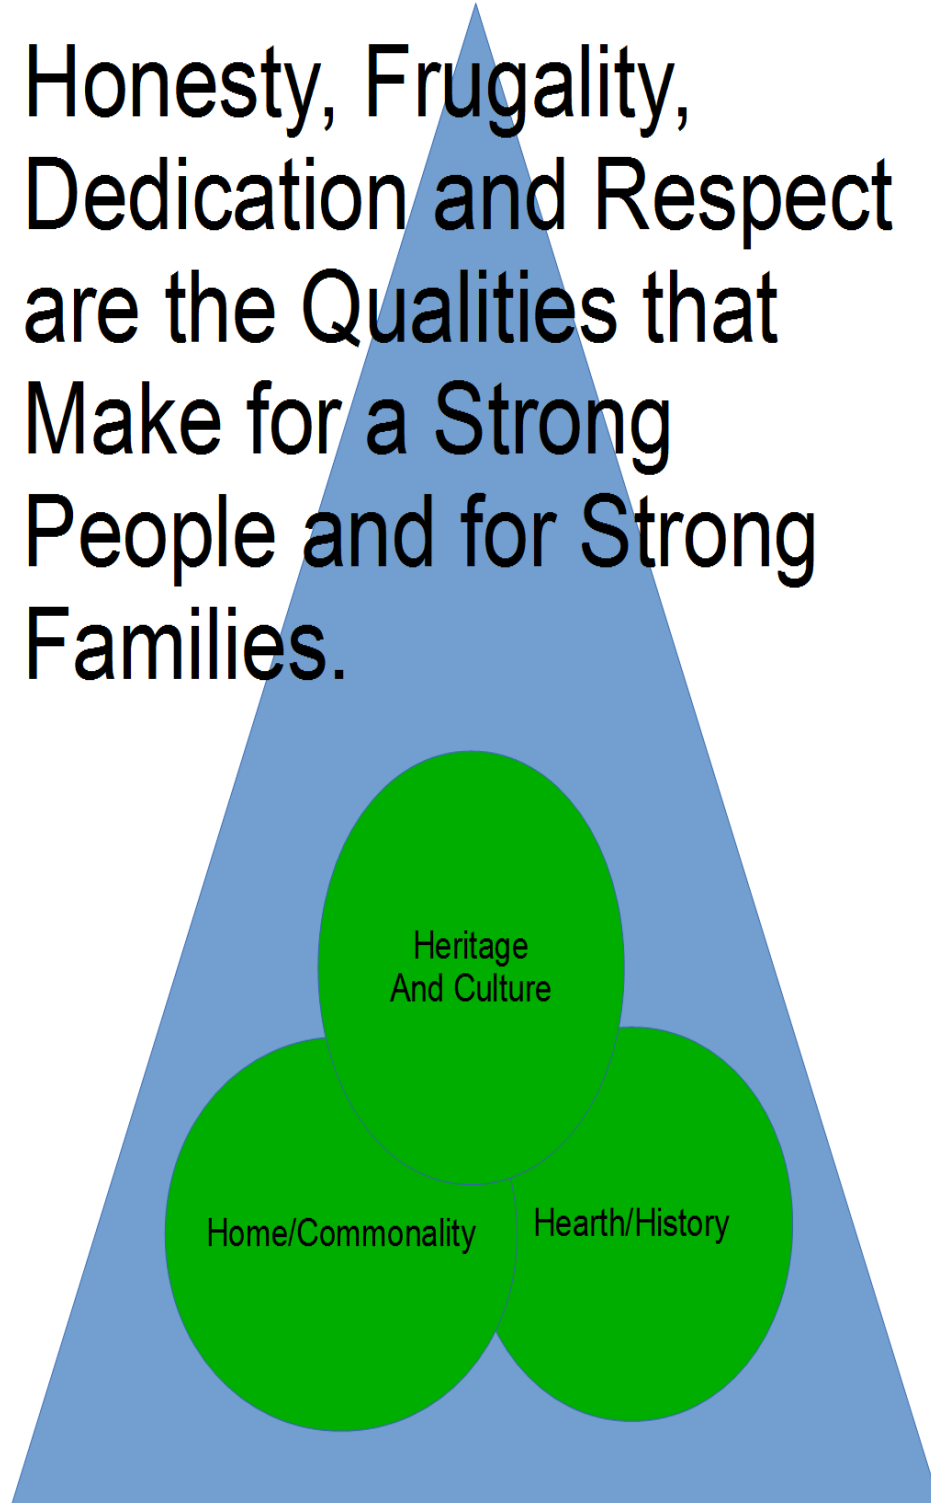 Honesty, Frugality,
Dedication and Respect
are the Qualities that
Make for a Strong
People and for Strong
Families.
Heritage
And Culture
Home/Commonality
Hearth/History